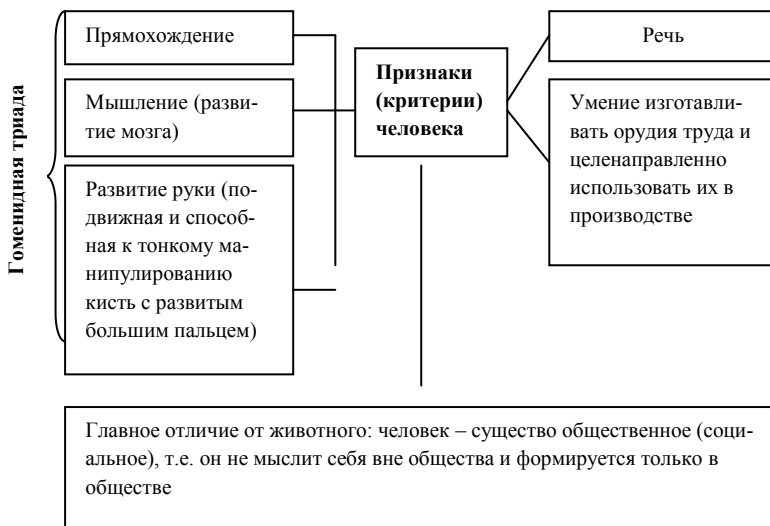 Гоменидная триада
Прямохождение
Мышление (разви-
тие мозга)
Развитие руки (по-
движная и способ-
ная к тонкому ма-
нипулированию
кисть с развитым
большим пальцем)
Признаки
(критерии)
человека
Речь
Умение изготавли-
вать орудия труда и
целенаправленно
использовать их в
производстве
Главное отличие от животного: человек – существо общественное (соци-
альное), т.е. он не мыслит себя вне общества и формируется только в
обществе